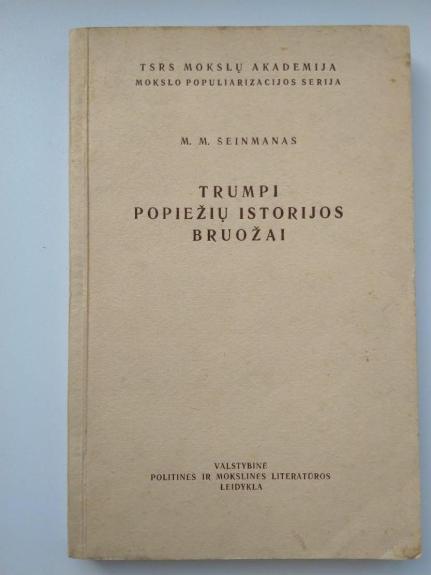 TSRS MOKSLŲ AKADEMIJA
MOKSLO POPULIARIZACIJOS SERIJA
M. M. ŠEINMANAS
TRUMPI
POPIEŽIŲ ISTORIJOS
BRUOŽAI
VALSTYBINĖ
POLITINĖS IR MOKSLINĖS LITERATŪROS
LEIDYKLA